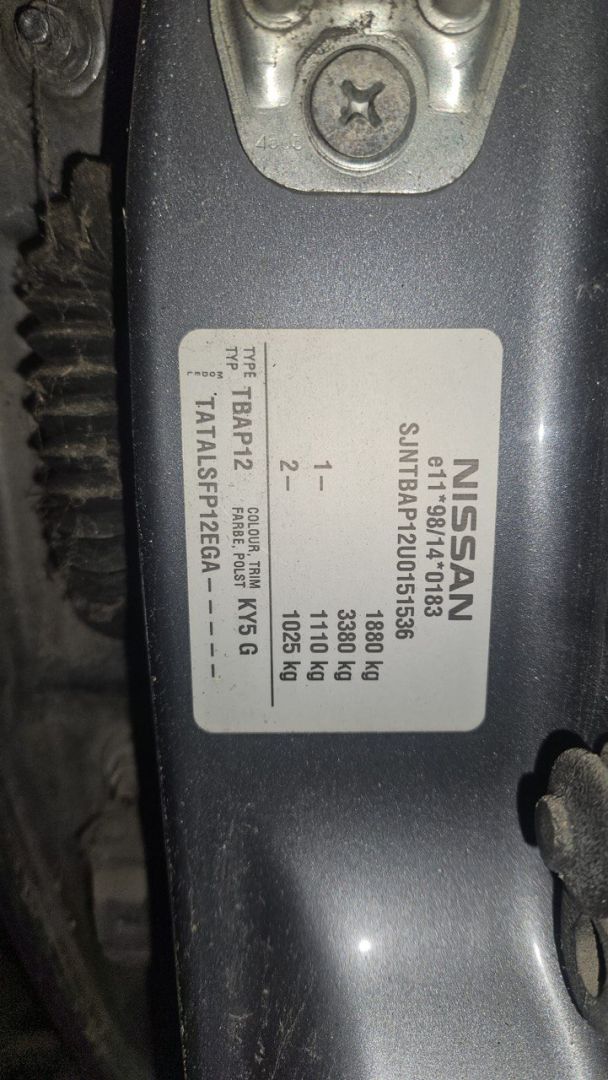 NISSAN
e11*98/14*0183
SJNTBAP12U0151536
1880 kg
3380 kg
1- 1110 kg
2- 1025 kg
TYPE
TYP TBAP12 COLOUR, TRIM
FARBE, POLST KY5 G
MODEL TATALSFP12EGA-----